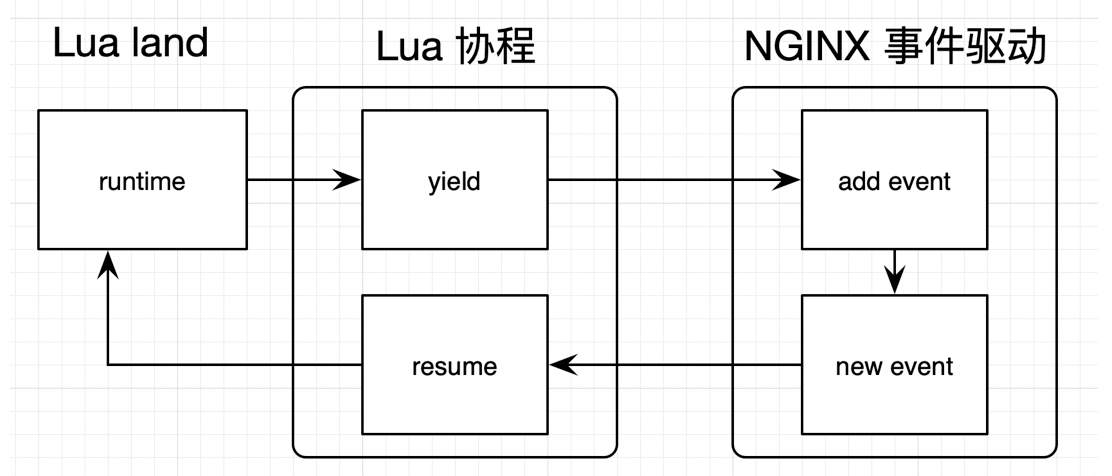 Lua land
Lua 协程
NGINX 事件驱动
runtime
yield
add event
resume
new event